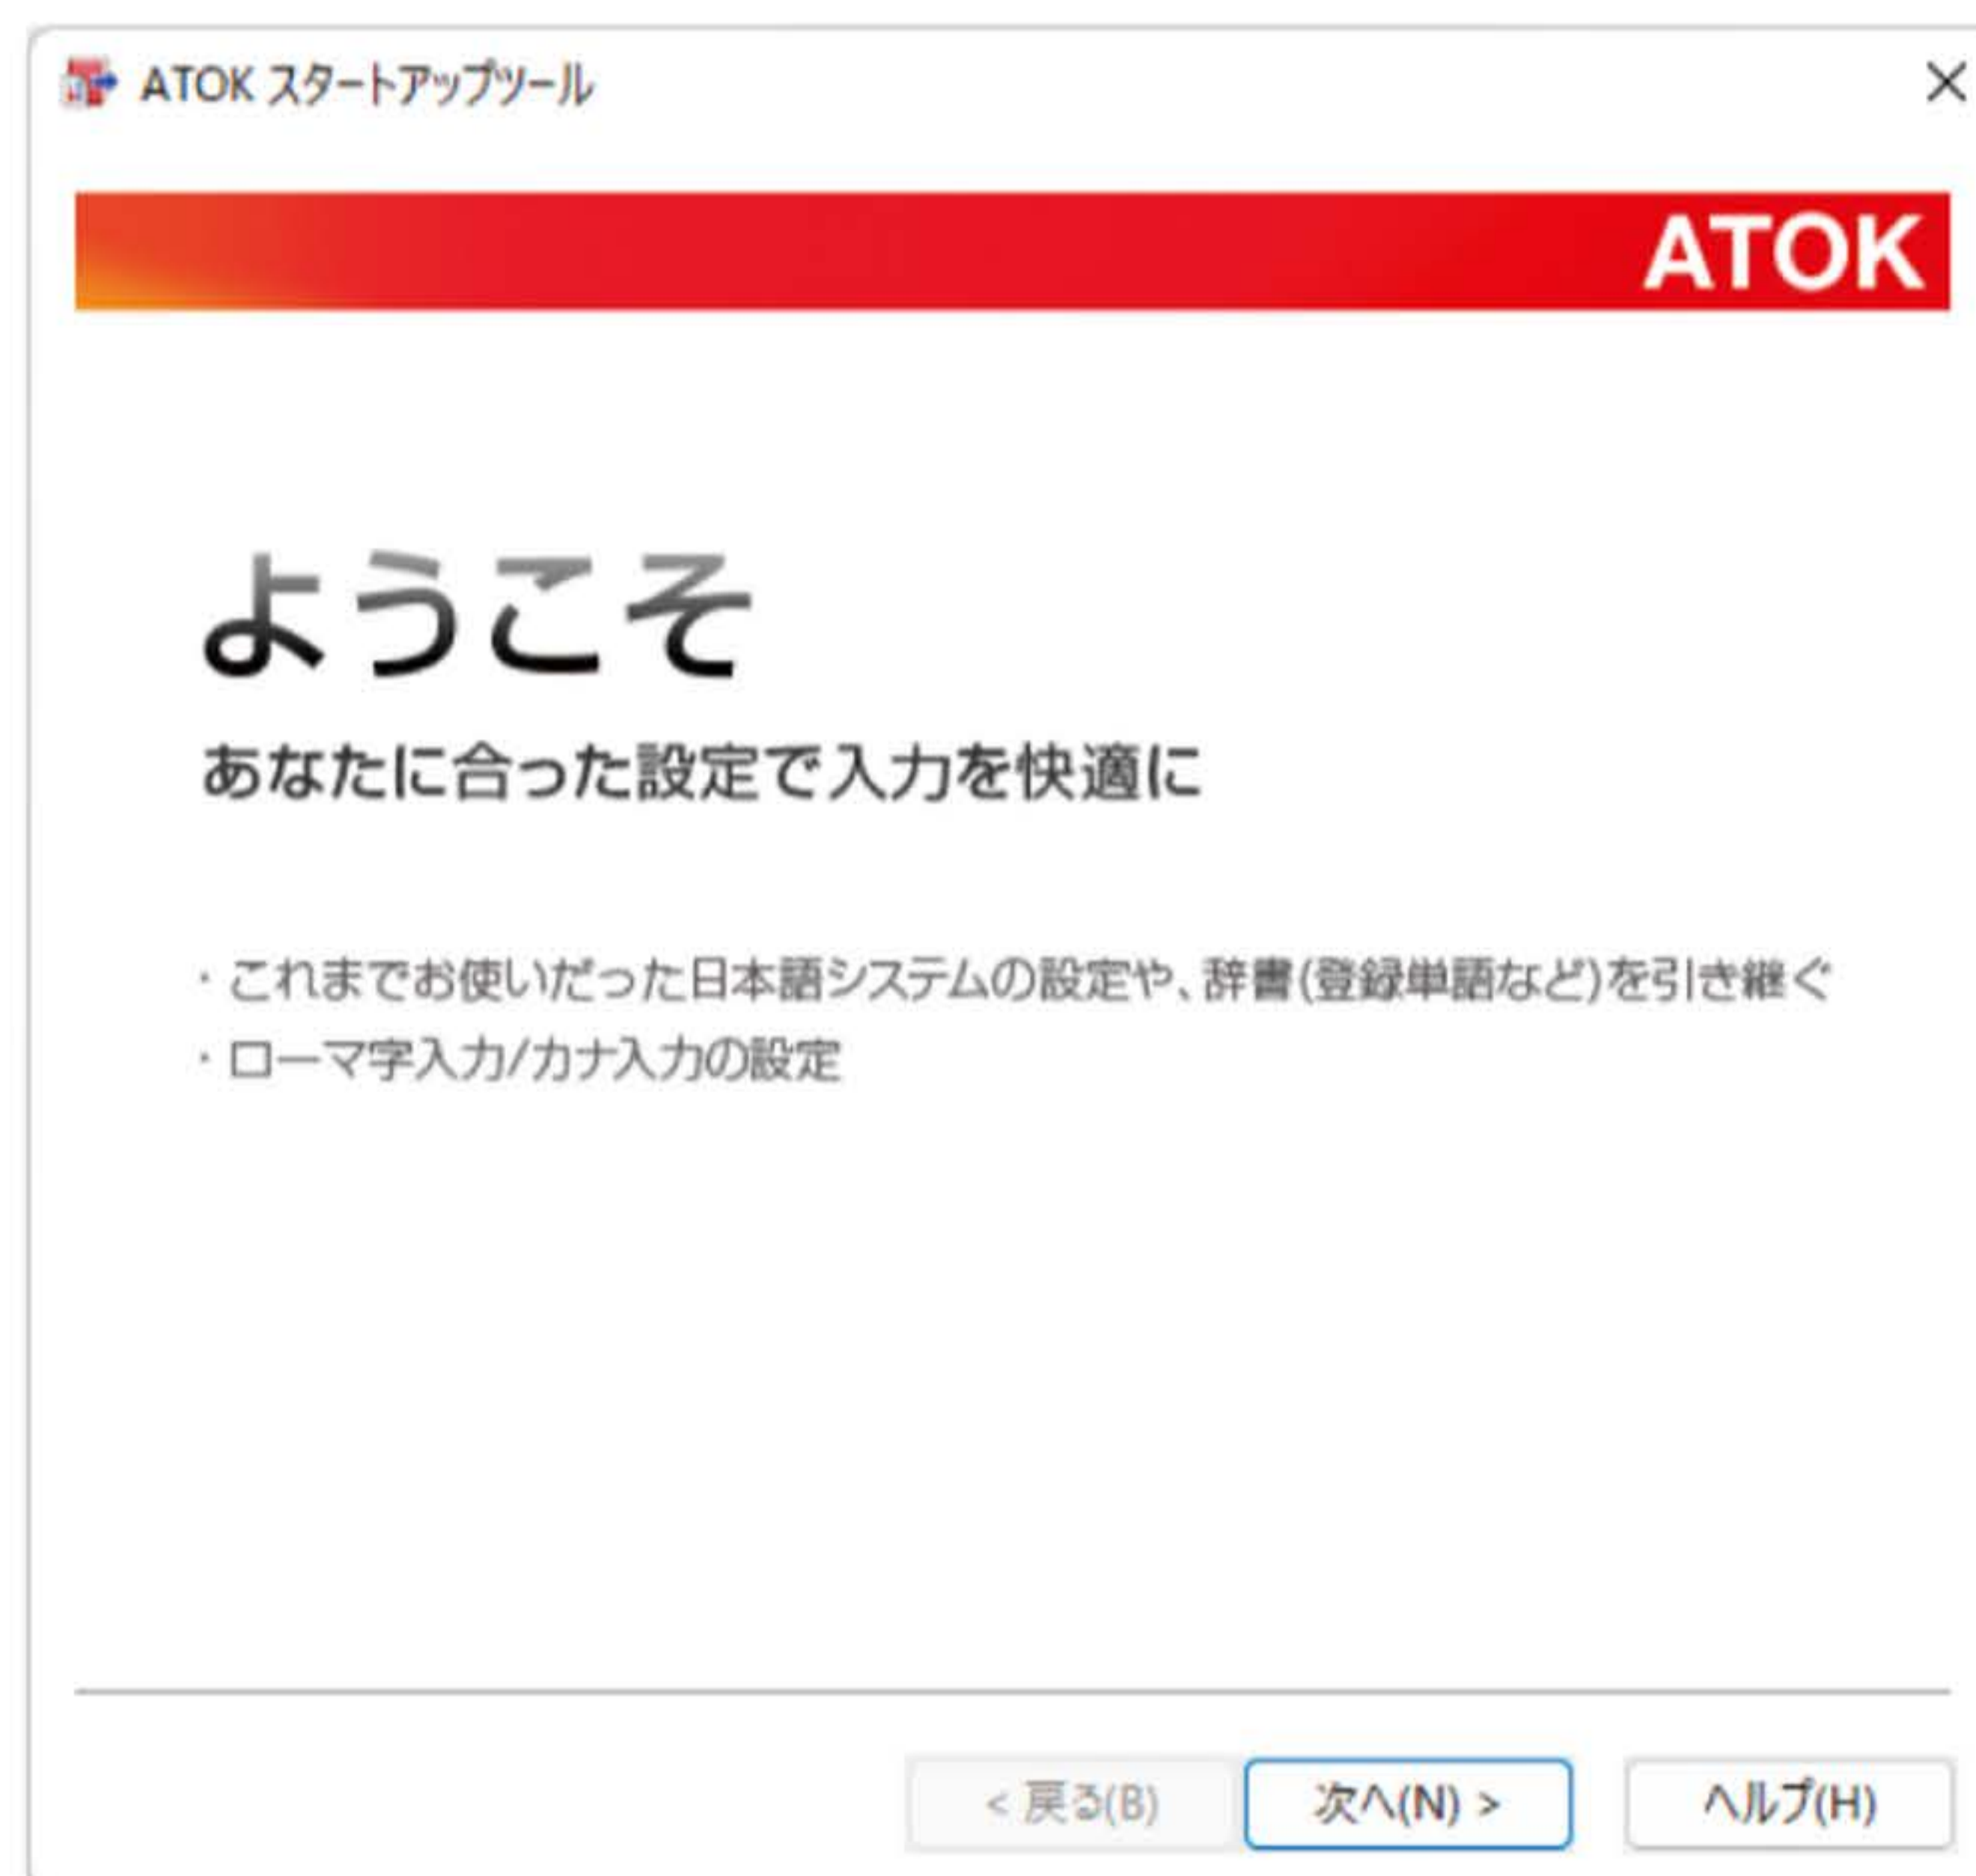 ATOK スタートアップツール
ATOK
ようこそ
あなたに合った設定で入力を快適に
・これまでお使いだった日本語システムの設定や、辞書(登録単語など)を引き継ぐ
・ローマ字入力/カナ入力の設定
< 戻る(B)
次へ(N) >
ヘルプ(H)